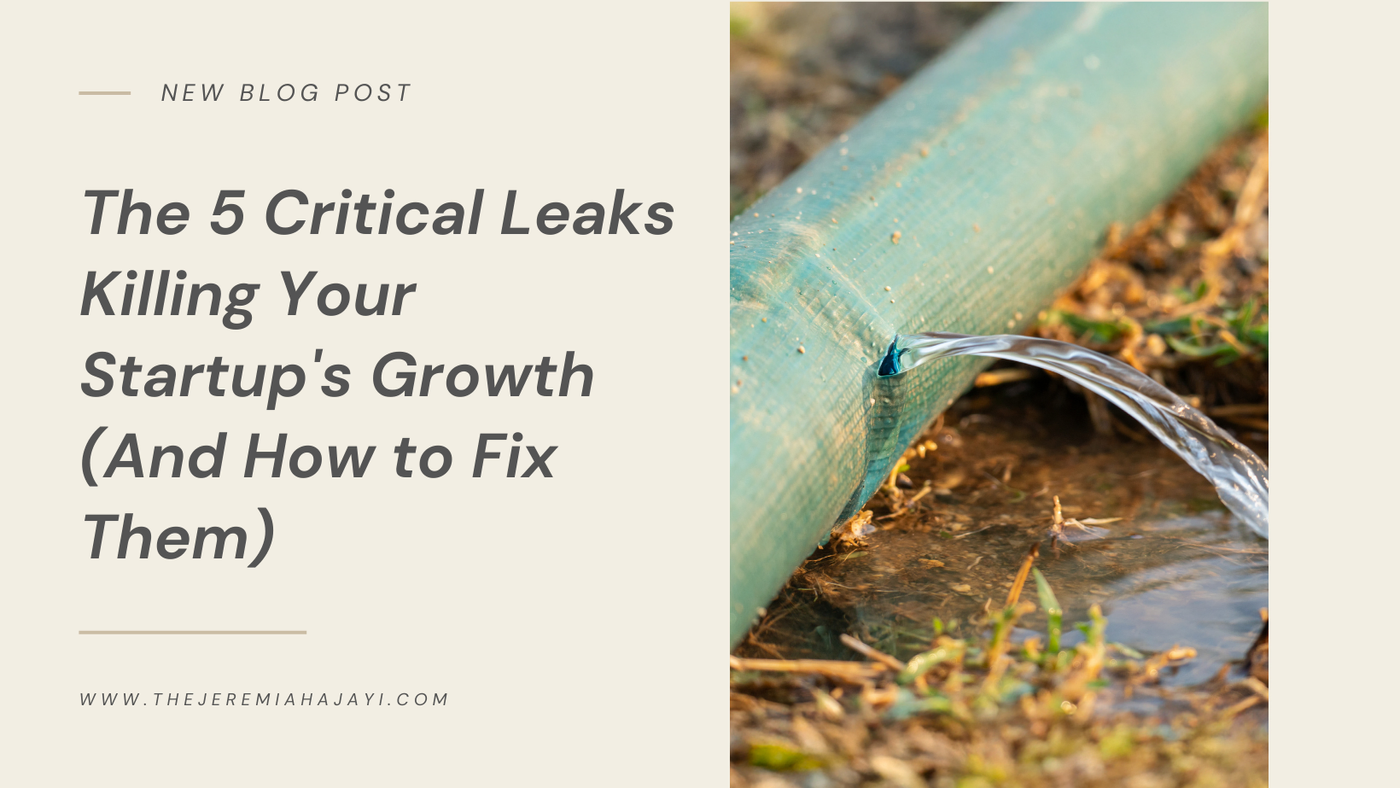 NEW BLOG POST
The 5 Critical Leaks
Killing Your
Startup's Growth
(And How to Fix
Them)
WWW.THEJEREMIAHAJAYI.COM